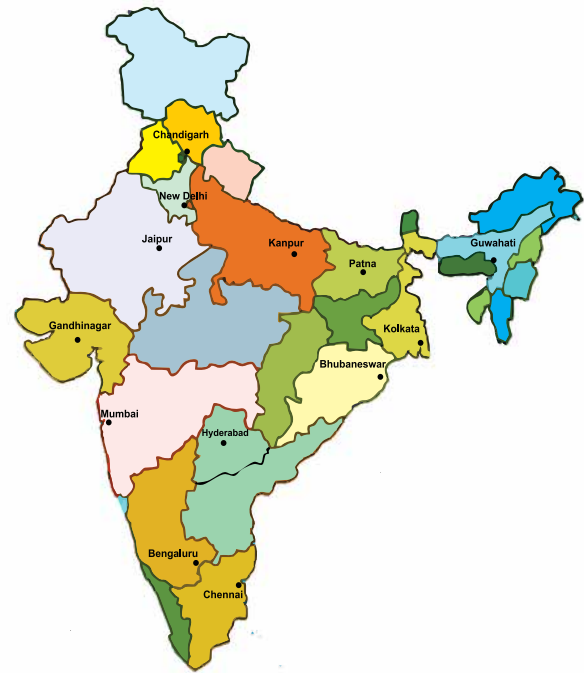 Chandigarh
New Delhi
Jaipur
Kanpur
Guwahati
Patna
Gandhinagar
Kolkata
Bhubaneswar
Mumbai
Hyderabad
Bengaluru
Chennai